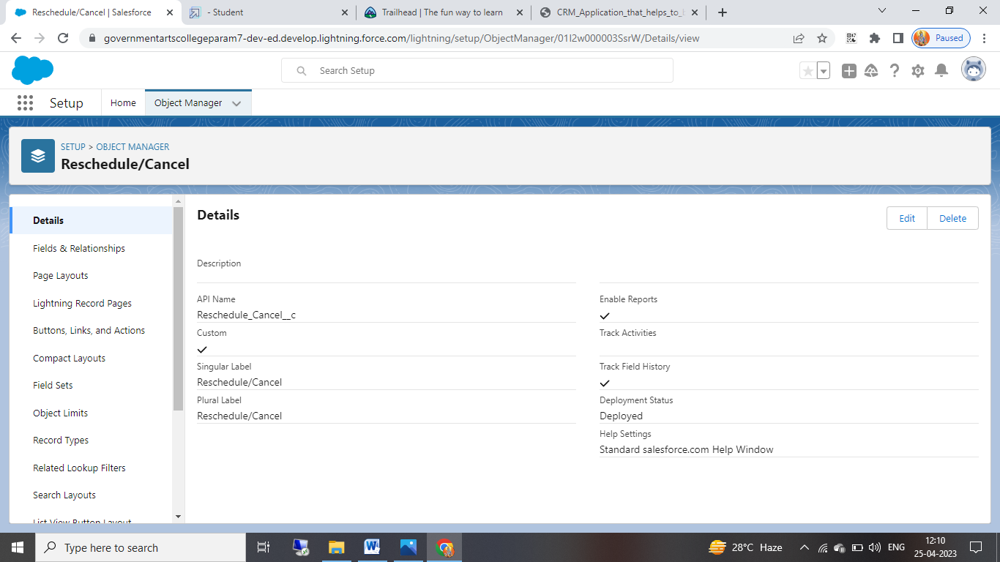 Reschedule/Cancel | Salesforce
- Student
Trailhead | The fun way to learn
CRM_Application_that_helps_to_
governmentartscollegeparam7-dev-ed.develop.lightning.force.com/lightning/setup/ObjectManager/01I2w000003SsrW/Details/view
Paused
Search Setup
Setup
Home
Object Manager
SETUP > OBJECT MANAGER
Reschedule/Cancel
Details
Fields & Relationships
Page Layouts
Lightning Record Pages
Buttons, Links, and Actions
Compact Layouts
Field Sets
Object Limits
Record Types
Related Lookup Filters
Search Layouts
List View Button Layout
Details
Edit
Delete
Description
API Name
Reschedule_Cancel__c
Custom
Singular Label
Reschedule/Cancel
Plural Label
Reschedule/Cancel
Enable Reports
Track Activities
Track Field History
Deployment Status
Deployed
Help Settings
Standard salesforce.com Help Window
Type here to search
28°C Haze
ENG
12:10
25-04-2023